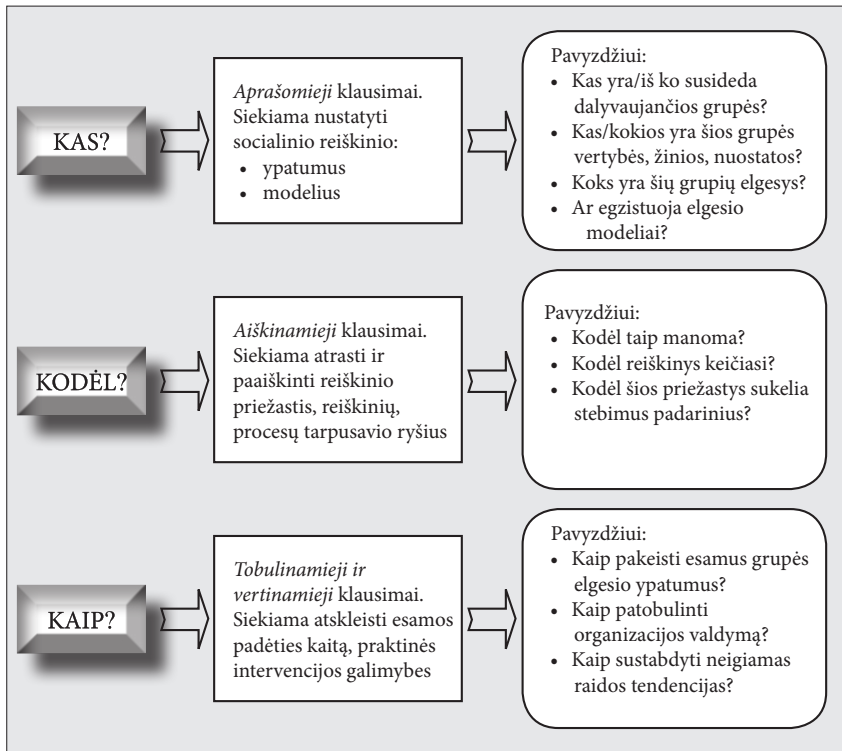 KAS?
Aprašomieji klausimai.
Siekiama nustatyti
socialinio reiškinio:
• ypatumus
• modelius
Pavyzdžiui:
• Kas yra/iš ko susideda
dalyvaujančios grupės?
• Kas/kokios yra šios grupės
vertybės, žinios, nuostatos?
• Koks yra šių grupių elgesys?
• Ar egzistuoja elgesio
modeliai?
KODĖL?
Aiškinamieji klausimai.
Siekiama atrasti ir
paaiškinti reiškinio
priežastis, reiškinių,
procesų tarpusavio ryšius
Pavyzdžiui:
• Kodėl taip manoma?
• Kodėl reiškinys keičiasi?
• Kodėl šios priežastys sukelia
stebimus padarinius?
KAIP?
Tobulinamieji ir
vertinamieji klausimai.
Siekiama atskleisti esamos
padėties kaitą, praktinės
intervencijos galimybes
Pavyzdžiui:
• Kaip pakeisti esamus grupės
elgesio ypatumus?
• Kaip patobulinti
organizacijos valdymą?
• Kaip sustabdyti neigiamas
raidos tendencijas?